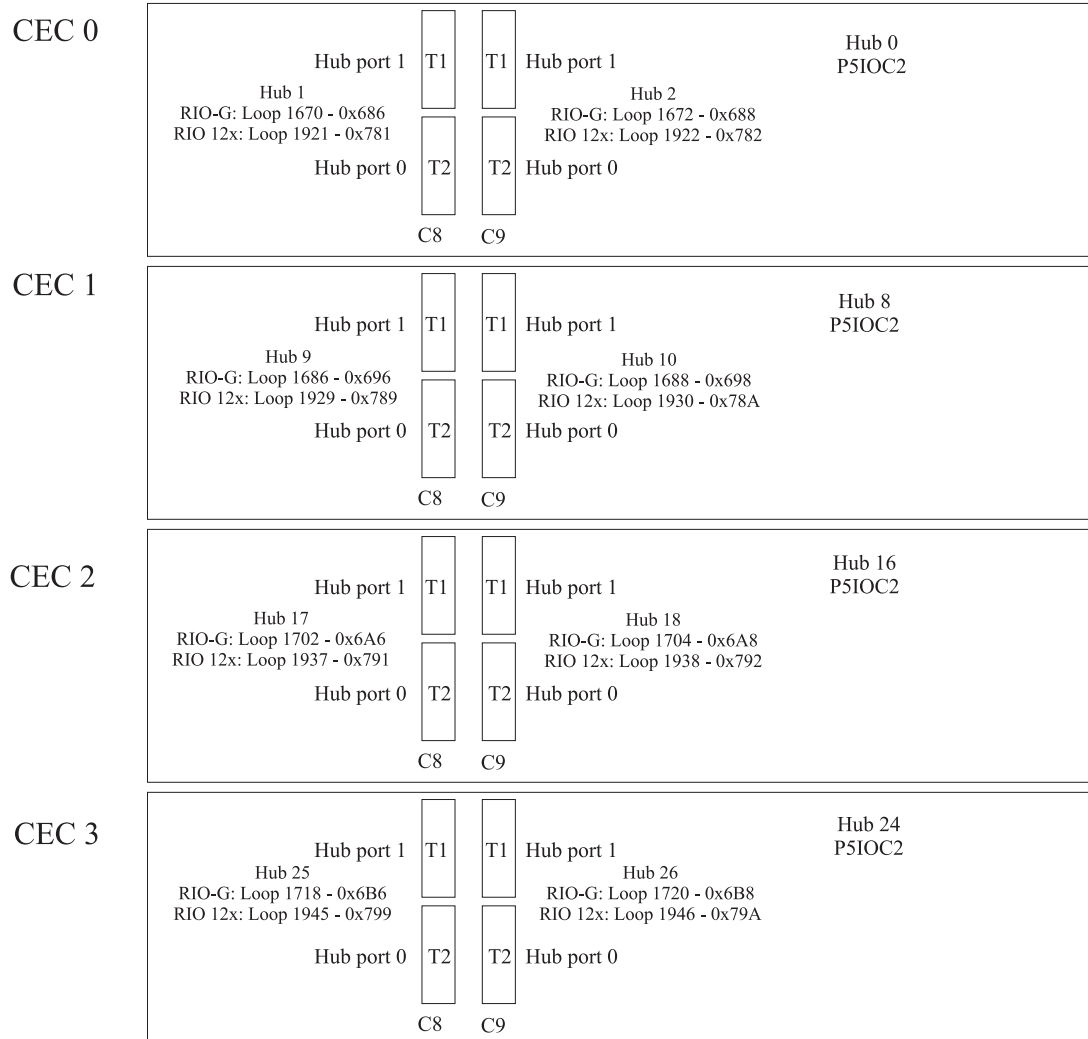 CEC 0
Hub port 1
T1
T1
Hub port 1
Hub 0
P5IOC2
Hub 1
RIO-G: Loop 1670 - 0x686
RIO 12x: Loop 1921 - 0x781
Hub 2
RIO-G: Loop 1672 - 0x688
RIO 12x: Loop 1922 - 0x782
Hub port 0
T2
T2
Hub port 0
C8
C9
CEC 1
Hub port 1
T1
T1
Hub port 1
Hub 8
P5IOC2
Hub 9
RIO-G: Loop 1686 - 0x696
RIO 12x: Loop 1929 - 0x789
Hub 10
RIO-G: Loop 1688 - 0x698
RIO 12x: Loop 1930 - 0x78A
Hub port 0
T2
T2
Hub port 0
C8
C9
CEC 2
Hub port 1
T1
T1
Hub port 1
Hub 16
P5IOC2
Hub 17
RIO-G: Loop 1702 - 0x6A6
RIO 12x: Loop 1937 - 0x791
Hub 18
RIO-G: Loop 1704 - 0x6A8
RIO 12x: Loop 1938 - 0x792
Hub port 0
T2
T2
Hub port 0
C8
C9
CEC 3
Hub port 1
T1
T1
Hub port 1
Hub 24
P5IOC2
Hub 25
RIO-G: Loop 1718 - 0x6B6
RIO 12x: Loop 1945 - 0x799
Hub 26
RIO-G: Loop 1720 - 0x6B8
RIO 12x: Loop 1946 - 0x79A
Hub port 0
T2
T2
Hub port 0
C8
C9